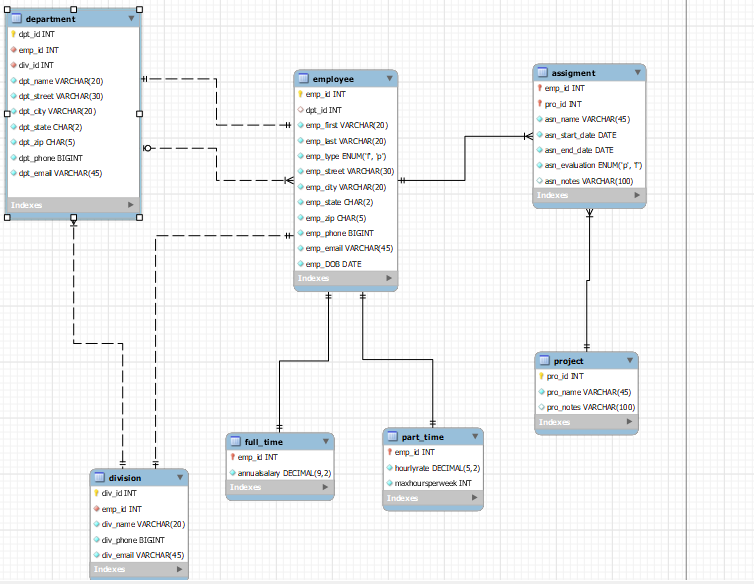 department
dpt_id INT
emp_id INT
div_id INT
dpt_name VARCHAR(20)
dpt_street VARCHAR(30)
dpt_city VARCHAR(20)
dpt_state CHAR(2)
dpt_zip CHAR(5)
dpt_phone BIGINT
dpt_email VARCHAR(45)
Indexes
employee
emp_id INT
dpt_id INT
emp_first VARCHAR(20)
emp_last VARCHAR(20)
emp_type ENUM('f', 'p')
emp_street VARCHAR(30)
emp_city VARCHAR(20)
emp_state CHAR(2)
emp_zip CHAR(5)
emp_phone BIGINT
emp_email VARCHAR(45)
emp_DOB DATE
Indexes
assigment
emp_id INT
pro_id INT
asn_name VARCHAR(45)
asn_start_date DATE
asn_end_date DATE
asn_evaluation ENUM('p', 'f')
asn_notes VARCHAR(100)
Indexes
project
pro_id INT
pro_name VARCHAR(45)
pro_notes VARCHAR(100)
Indexes
full_time
emp_id INT
annualsalary DECIMAL(9,2)
Indexes
part_time
emp_id INT
hourlyrate DECIMAL(5,2)
maxhoursperweek INT
Indexes
division
div_id INT
emp_id INT
div_name VARCHAR(20)
div_phone BIGINT
div_email VARCHAR(45)
Indexes